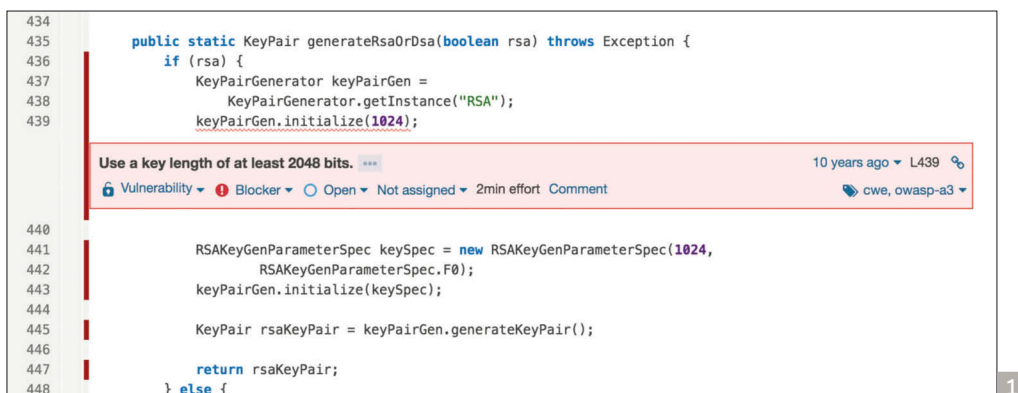 434
435 public static KeyPair generateRsaOrDsa(boolean rsa) throws Exception {
436 if (rsa) {
437 KeyPairGenerator keyPairGen =
438 KeyPairGenerator.getInstance("RSA");
439 keyPairGen.initialize(1024);
Use a key length of at least 2048 bits. ••• 10 years ago L439
Vulnerability Blocker Open Not assigned 2min effort Comment cwe, owasp-a3
440
441 RSAKeyGenParameterSpec keySpec = new RSAKeyGenParameterSpec(1024,
442 RSAKeyGenParameterSpec.F0);
443 keyPairGen.initialize(keySpec);
444
445 KeyPair rsaKeyPair = keyPairGen.generateKeyPair();
446
447 return rsaKeyPair;
448 } else {
1